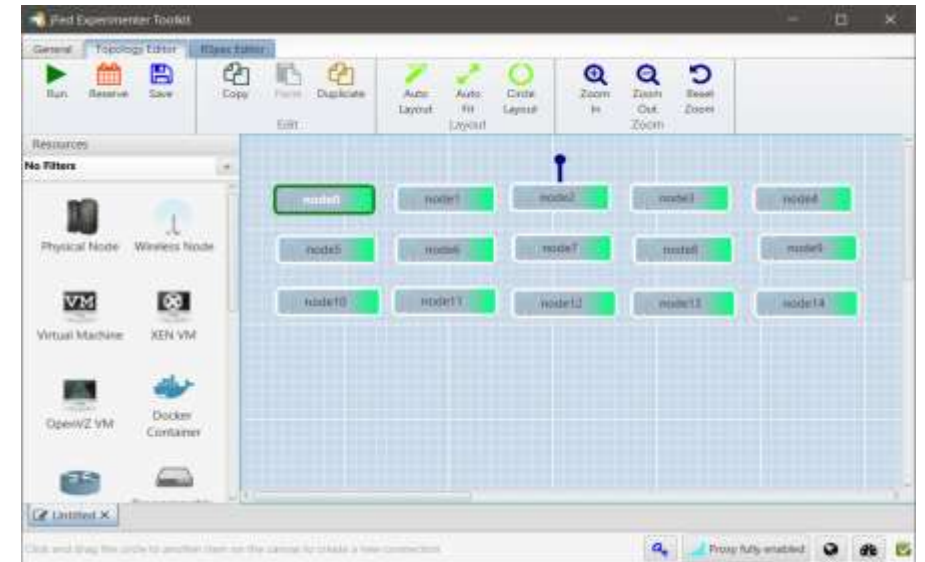 jFed Experimenter Toolkit
General Topology Editor RSpec Editor
Run Reserve Save Copy Paste Duplicate Auto Layout Auto Fit Circle Layout Zoom In Zoom Out Reset Zoom
Edit Layout Zoom
Resources
No Filters
Physical Node Wireless Node
VM
Virtual Machine XEN VM
OpenVZ VM Docker Container
node0 node1 node2 node3 node4
node5 node6 node7 node8 node9
node10 node11 node12 node13 node14
Untitled X
Click and drag this circle to another item on the canvas to create a new connection
Proxy fully enabled